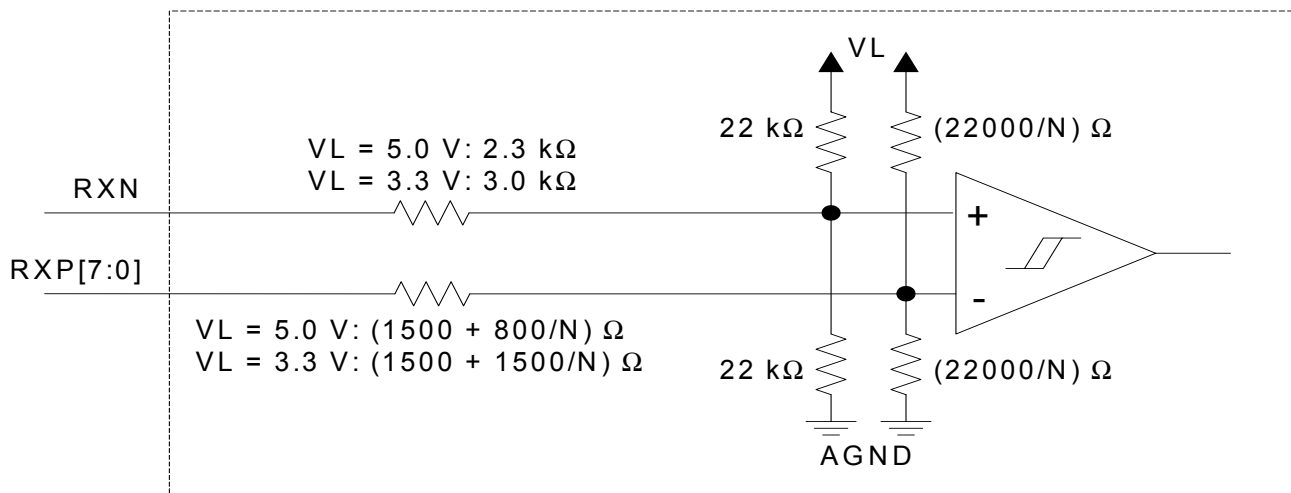 VL
22 kΩ
(22000/N) Ω
VL = 5.0 V: 2.3 kΩ
VL = 3.3 V: 3.0 kΩ
RXN
+
RXP[7:0]
-
VL = 5.0 V: (1500 + 800/N) Ω
VL = 3.3 V: (1500 + 1500/N) Ω
22 kΩ
(22000/N) Ω
AGND